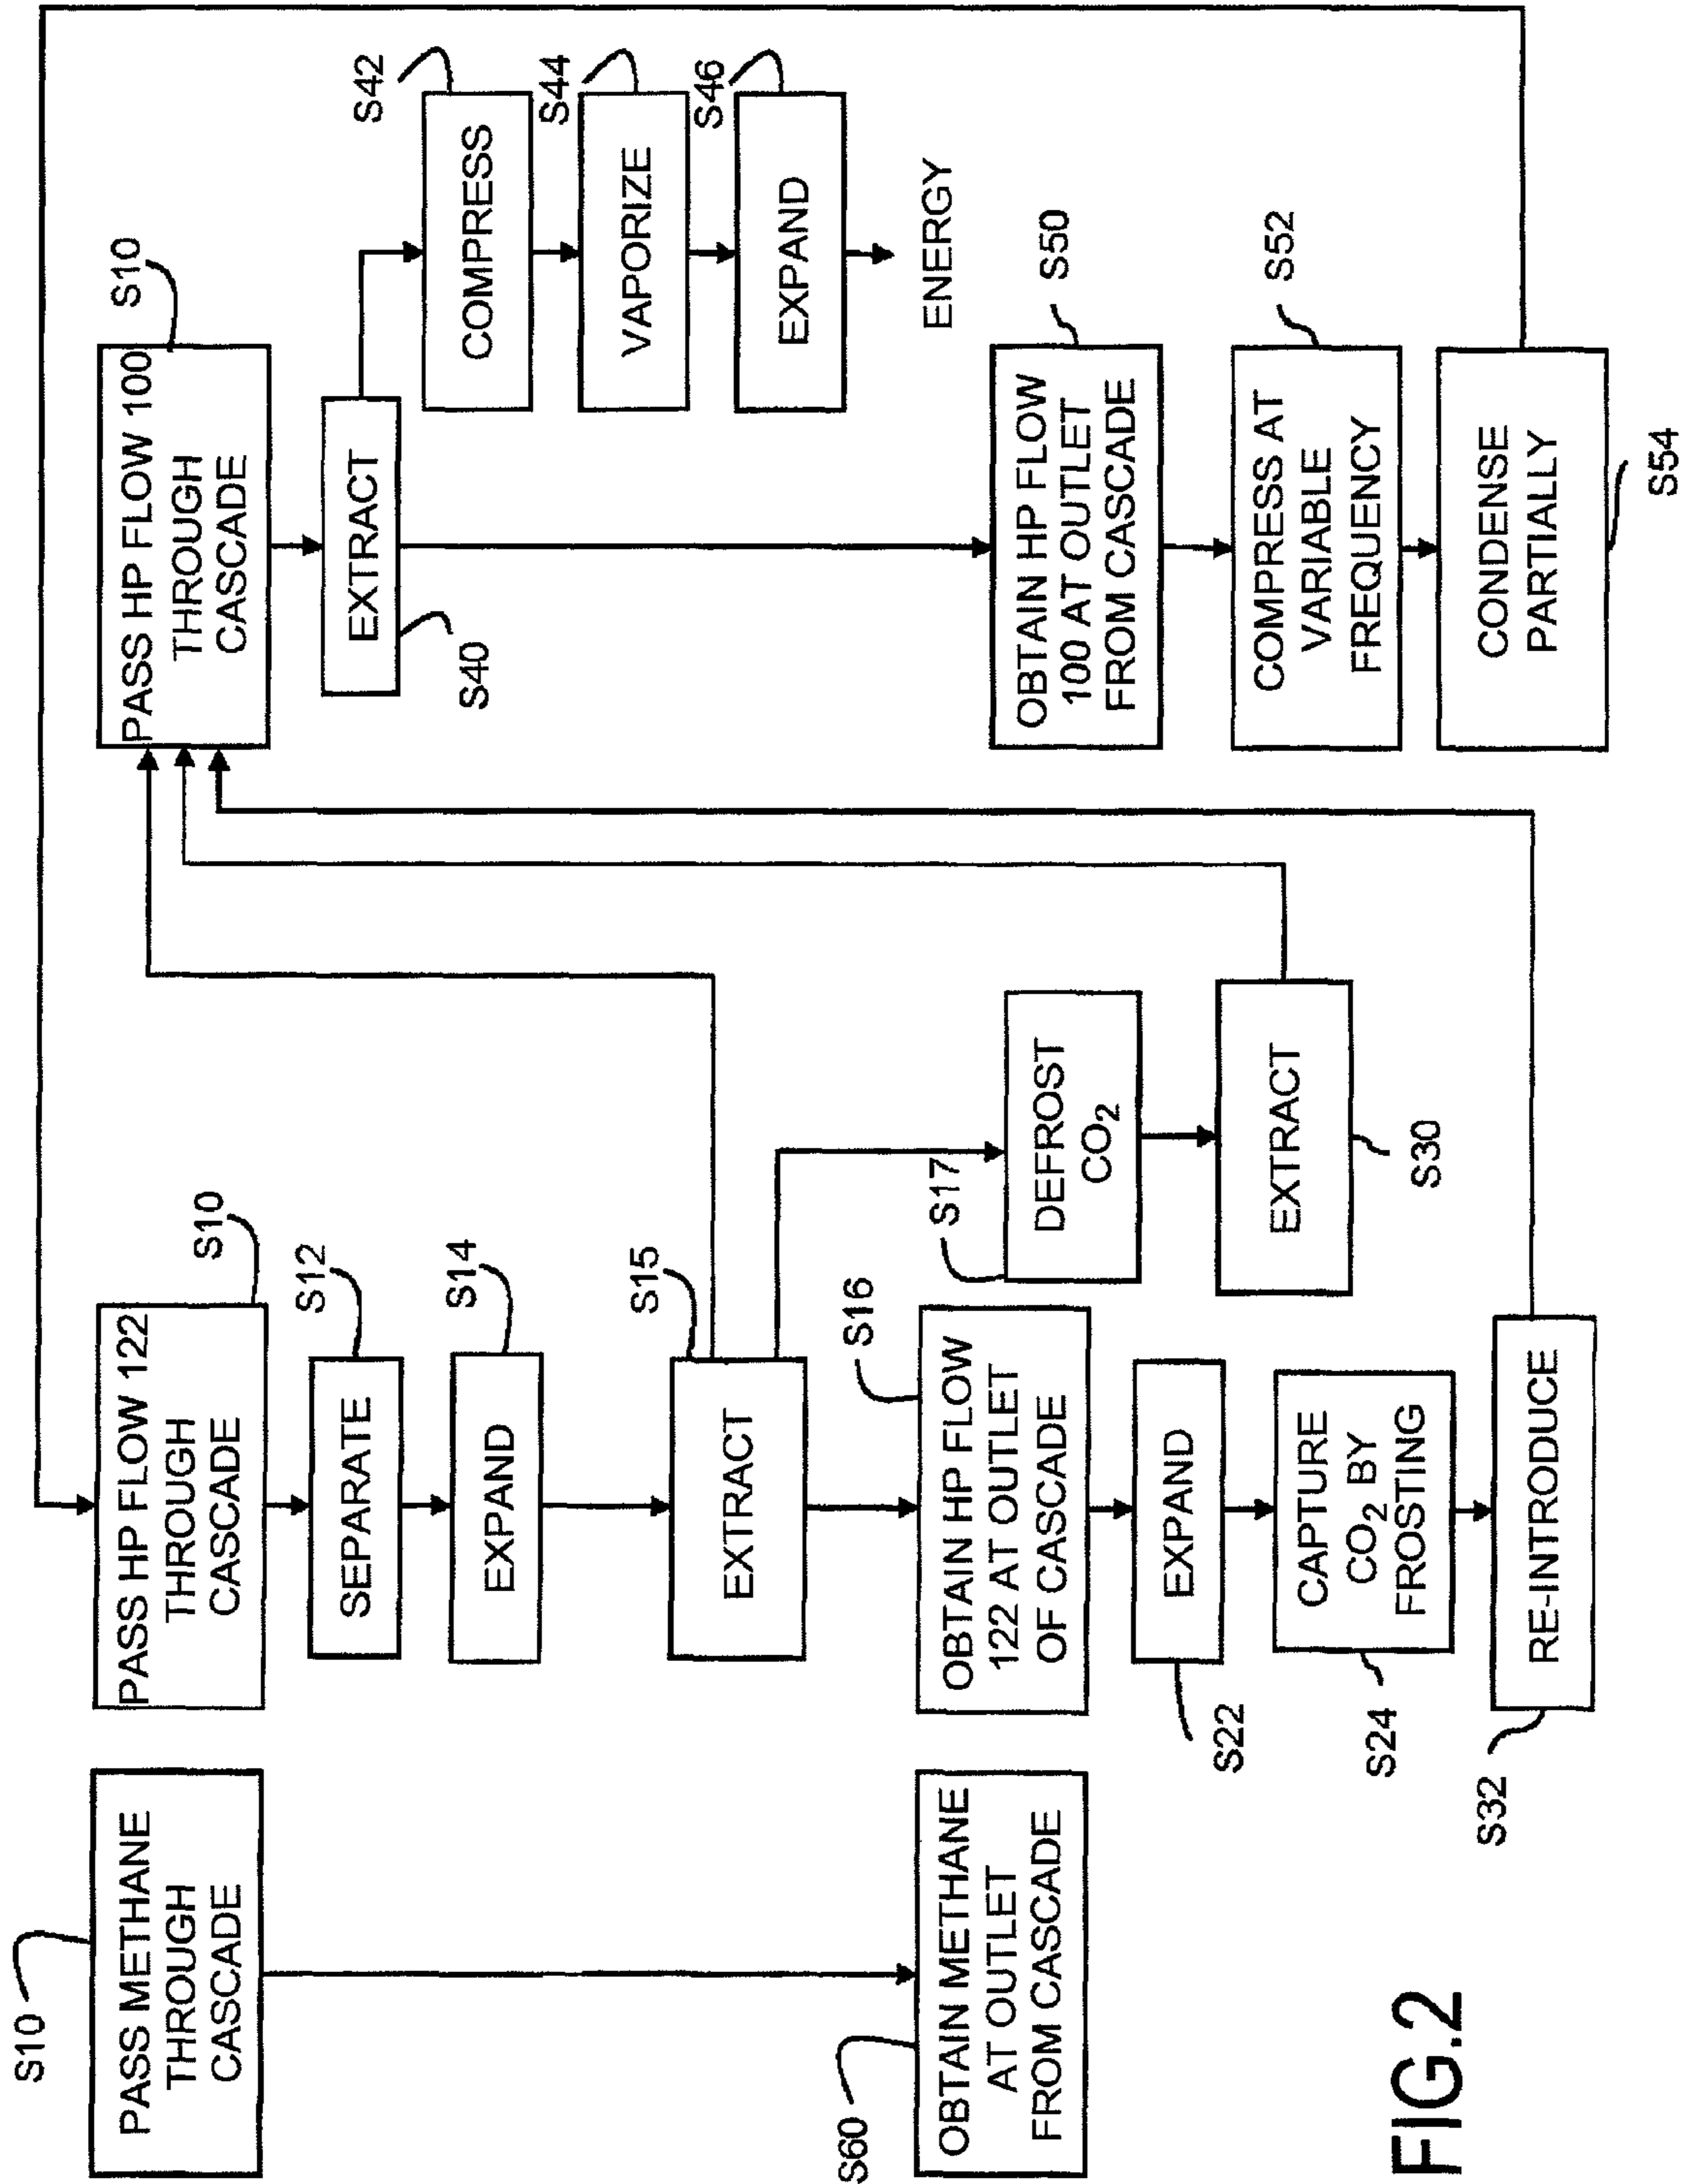 S10
PASS METHANE
THROUGH
CASCADE
S60
OBTAIN METHANE
AT OUTLET
FROM CASCADE
PASS HP FLOW 122
THROUGH
CASCADE
S10
SEPARATE
S12
EXPAND
S14
EXTRACT
S15
OBTAIN HP FLOW
122 AT OUTLET
OF CASCADE
S16
EXPAND
S22
CAPTURE
CO₂ BY
FROSTING
S24
RE-INTRODUCE
S32
S17
DEFROST
CO₂
EXTRACT
S30
PASS HP FLOW 100
THROUGH
CASCADE
S10
EXTRACT
S40
COMPRESS
S42
VAPORIZE
S44
EXPAND
S46
ENERGY
OBTAIN HP FLOW
100 AT OUTLET
FROM CASCADE
S50
COMPRESS AT
VARIABLE
FREQUENCY
S52
CONDENSE
PARTIALLY
S54
FIG.2